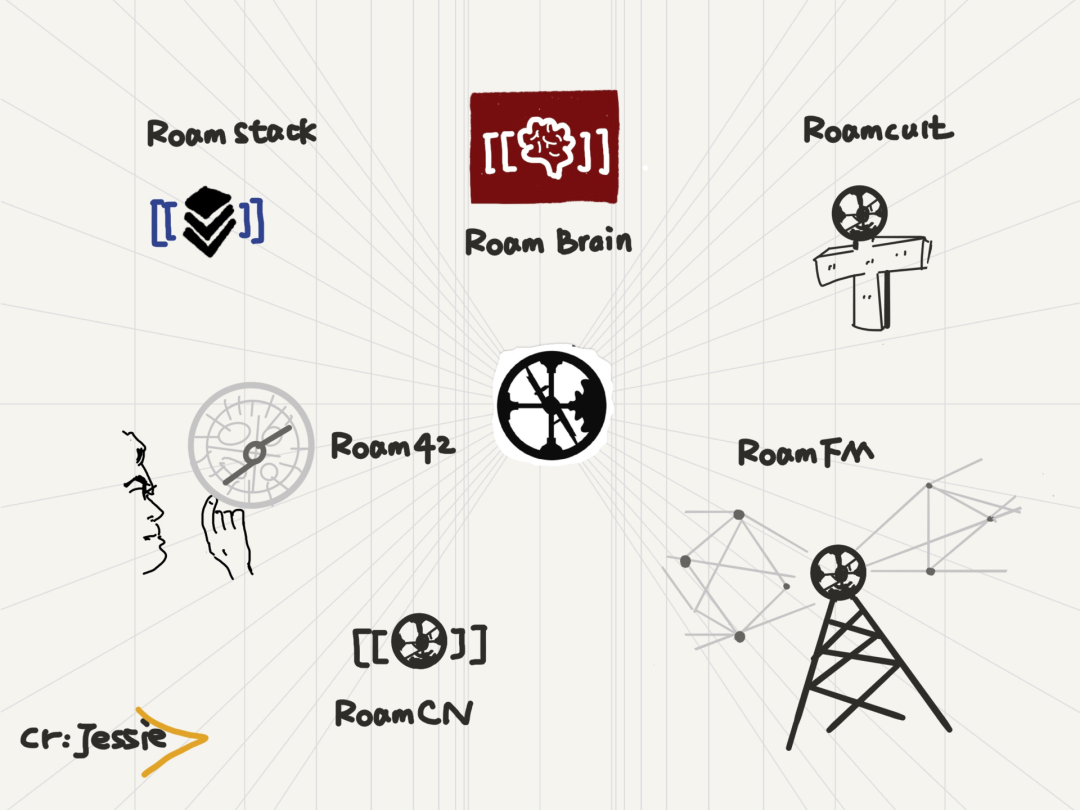 Roam Stack
[[ ]]
[[ ]]
Roam Brain
Roamcult
Roam42
RoamFM
[[ ]]
RoamCN
cr:Jessie